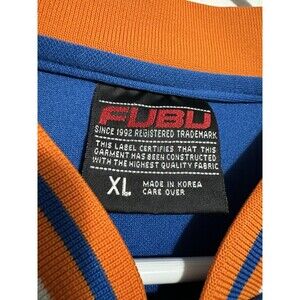 FUBU
SINCE 1992 REGISTERED TRADEMARK
THIS LABEL CERTIFIES THAT THIS
GARMENT HAS BEEN CONSTRUCTED
WITH THE HIGHEST QUALITY FABRIC
XL
MADE IN KOREA
CARE OVER